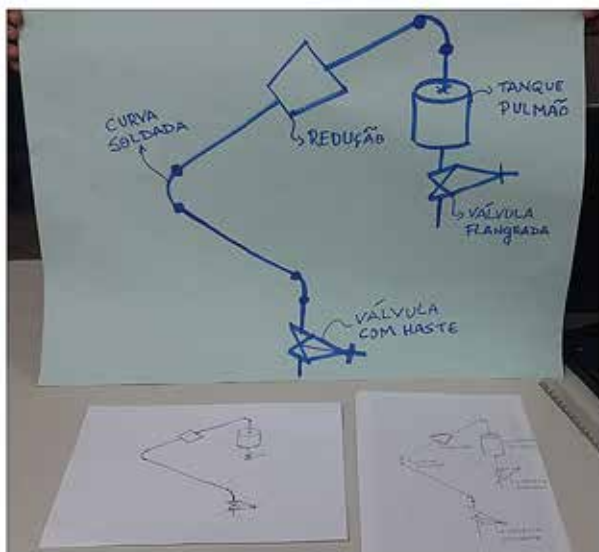 TANQUE
PULMÃO
CURVA
SOLDADA
REDUÇÃO
VÁLVULA
FLANGEADA
VÁLVULA
COM HASTE